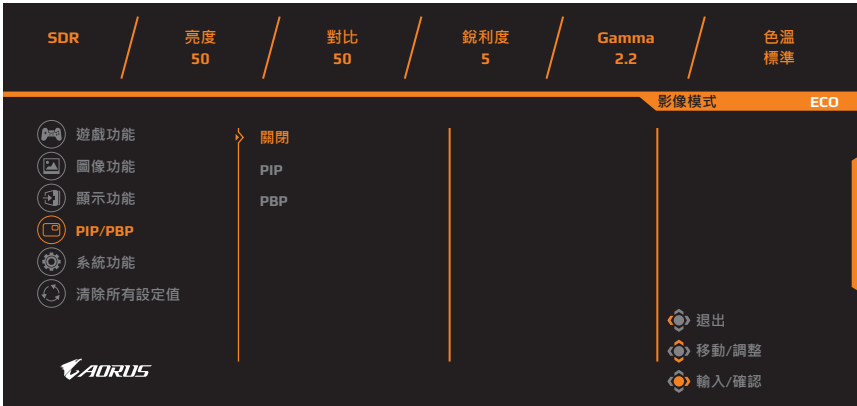 SDR 亮度 對比 銳利度 Gamma 色溫
50 50 5 2.2 標準
影像模式 ECO
遊戲功能
圖像功能
顯示功能
PIP/PBP
系統功能
清除所有設定值
關閉
PIP
PBP
退出
移動/調整
輸入/確認
AORUS